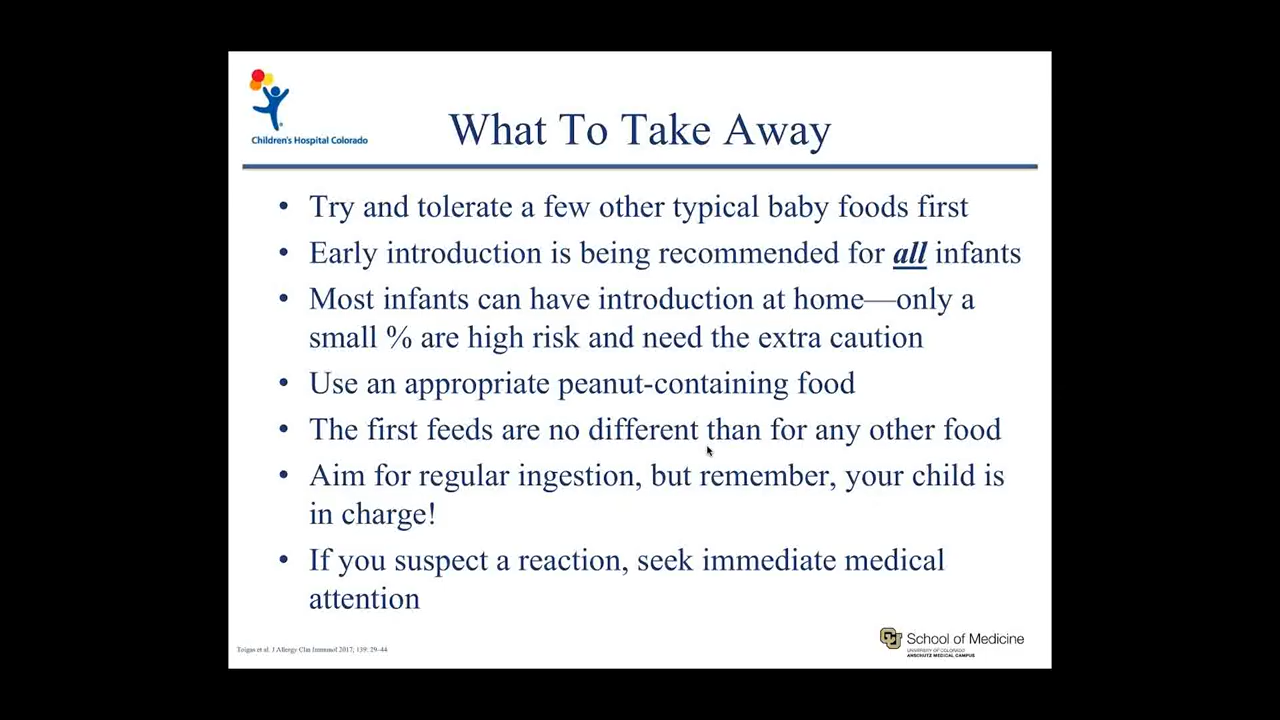 Children's Hospital Colorado
What To Take Away
• Try and tolerate a few other typical baby foods first
• Early introduction is being recommended for all infants
• Most infants can have introduction at home—only a
small % are high risk and need the extra caution
• Use an appropriate peanut-containing food
• The first feeds are no different than for any other food
• Aim for regular ingestion, but remember, your child is
in charge!
• If you suspect a reaction, seek immediate medical
attention
Togias et al. J Allergy Clin Immunol 2017; 139: 29-44
CU School of Medicine
UNIVERSITY OF COLORADO
ANSCHUTZ MEDICAL CAMPUS